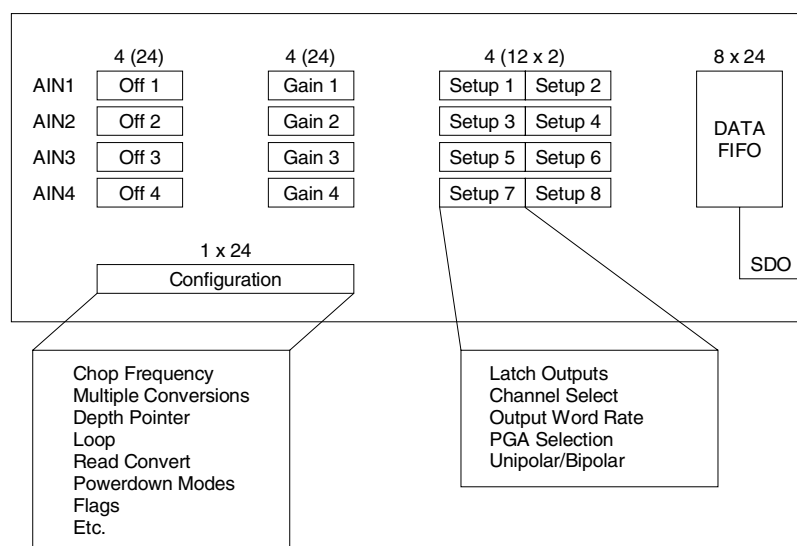 4 (24) 4 (24) 4 (12 x 2) 8 x 24
AIN1 Off 1 Gain 1 Setup 1 Setup 2
AIN2 Off 2 Gain 2 Setup 3 Setup 4
AIN3 Off 3 Gain 3 Setup 5 Setup 6
AIN4 Off 4 Gain 4 Setup 7 Setup 8
DATA
FIFO
SDO
1 x 24
Configuration
Chop Frequency
Multiple Conversions
Depth Pointer
Loop
Read Convert
Powerdown Modes
Flags
Etc.
Latch Outputs
Channel Select
Output Word Rate
PGA Selection
Unipolar/Bipolar